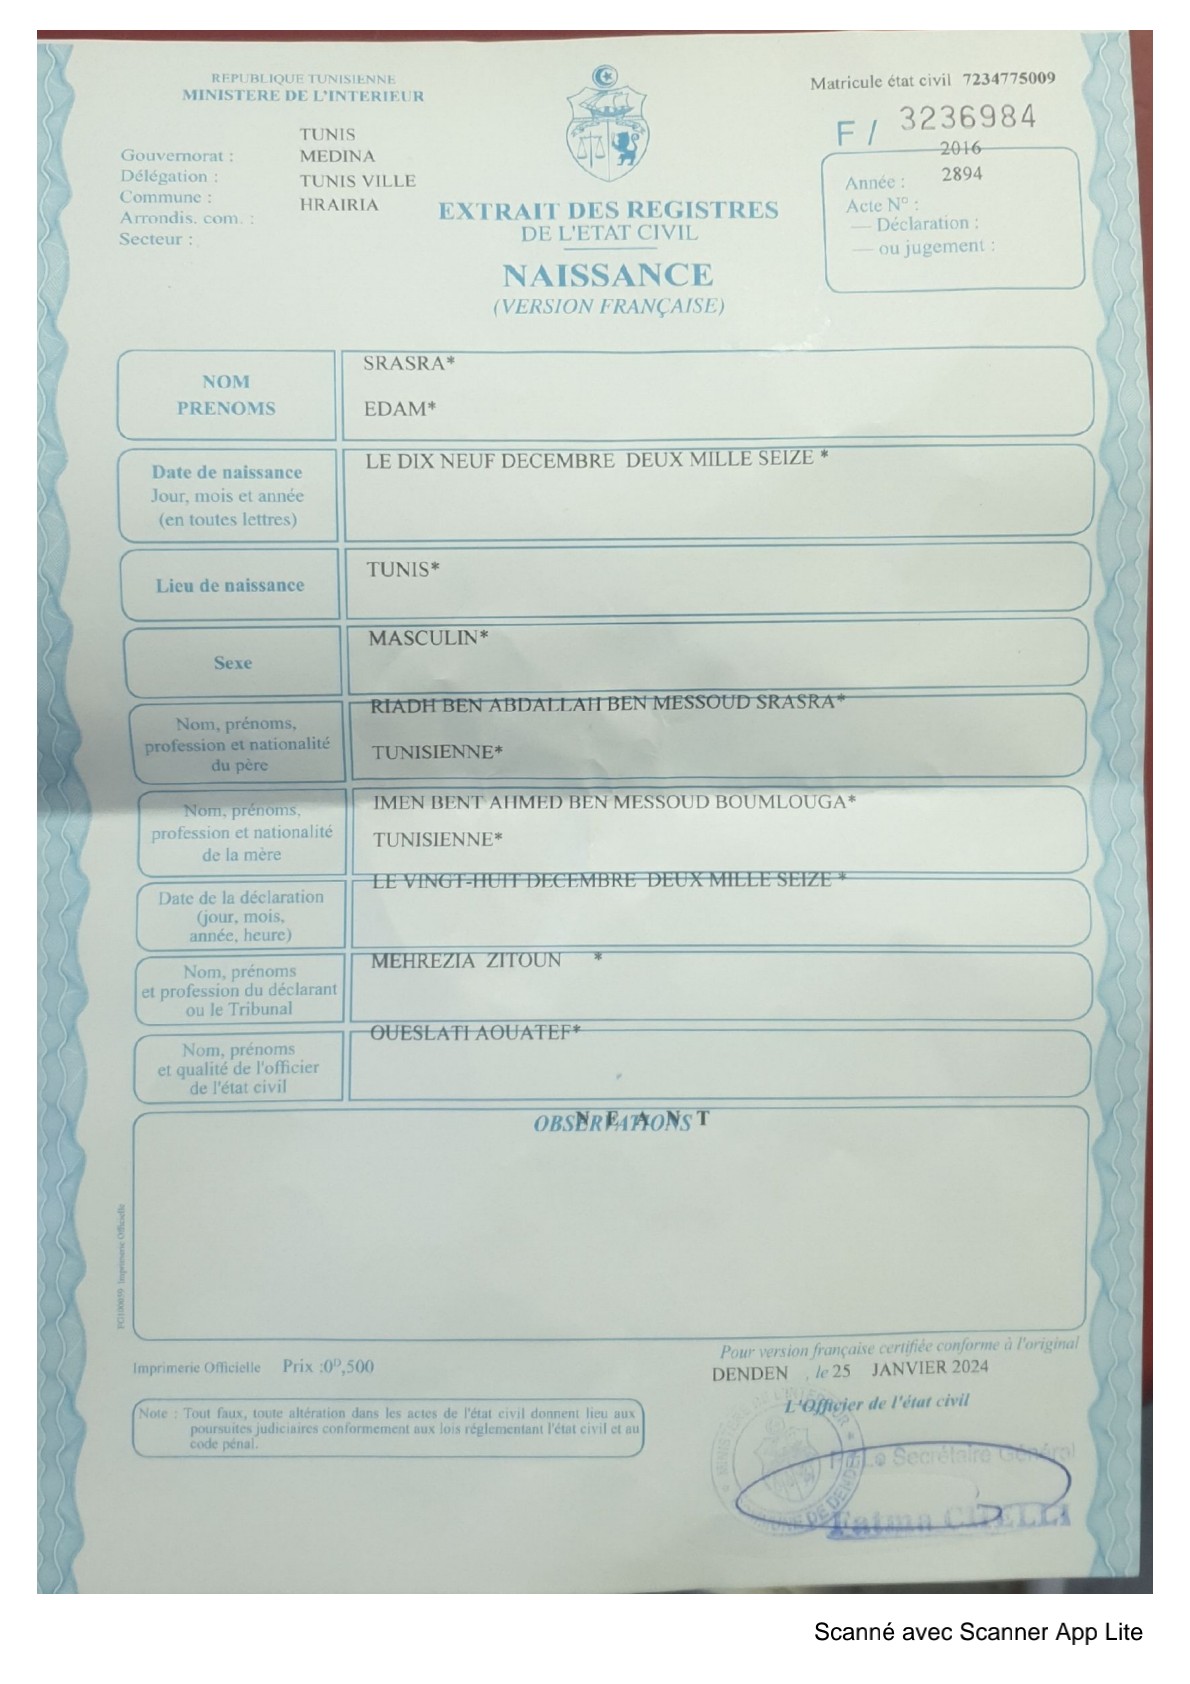 REPUBLIQUE TUNISIENNE
MINISTERE DE L'INTERIEUR
Matricule état civil 7234775009
F / 3236984
TUNIS
Gouvernorat : MEDINA
Délégation : TUNIS VILLE
Commune : HRAIRIA
Arrondis. com. :
Secteur :
2016
Année : 2894
Acte N° :
— Déclaration :
— ou jugement :
EXTRAIT DES REGISTRES
DE L'ETAT CIVIL
NAISSANCE
(VERSION FRANÇAISE)
NOM
PRENOMS
SRASRA*
EDAM*
Date de naissance
Jour, mois et année
(en toutes lettres)
LE DIX NEUF DECEMBRE DEUX MILLE SEIZE *
Lieu de naissance
TUNIS*
Sexe
MASCULIN*
Nom, prénoms,
profession et nationalité
du père
RIADH BEN ABDALLAH BEN MESSOUD SRASRA*
TUNISIENNE*
Nom, prénoms,
profession et nationalité
de la mère
IMEN BENT AHMED BEN MESSOUD BOUMLOUGA*
TUNISIENNE*
Date de la déclaration
(jour, mois,
année, heure)
LE VINGT-HUIT DECEMBRE DEUX MILLE SEIZE *
Nom, prénoms
et profession du déclarant
ou le Tribunal
MEHREZIA ZITOUN *
Nom, prénoms
et qualité de l'officier
de l'état civil
OUESLATI AOUATEF*
OBSERVATIONS
N E A N T
Imprimerie Officielle Prix :0ᴰ,500
Pour version française certifiée conforme à l'original
DENDEN , le 25 JANVIER 2024
L'Officier de l'état civil
Note : Tout faux, toute altération dans les actes de l'état civil donnent lieu aux
poursuites judiciaires conformement aux lois réglementant l'état civil et au
code pénal.
Le Secrétaire Général
Fatma
Scanné avec Scanner App Lite